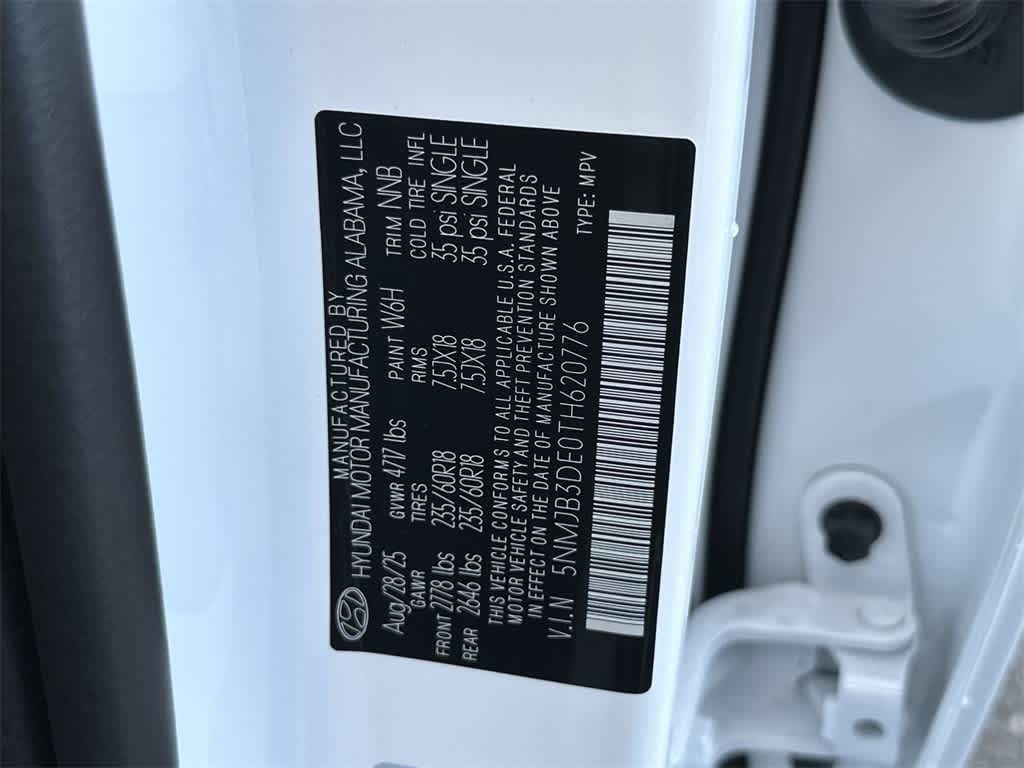 MANUFACTURED BY
HYUNDAI MOTOR MANUFACTURING ALABAMA, LLC
Aug/28/25 GVWR 4717 lbs PAINT W6H TRIM NNB
GAWR TIRES RIMS COLD TIRE INFL
FRONT 2778 lbs 235/60R18 7.5JX18 35 psi SINGLE
REAR 2646 lbs 235/60R18 7.5JX18 35 psi SINGLE
THIS VEHICLE CONFORMS TO ALL APPLICABLE U.S.A. FEDERAL
MOTOR VEHICLE SAFETY AND THEFT PREVENTION STANDARDS
IN EFFECT ON THE DATE OF MANUFACTURE SHOWN ABOVE
V.I.N 5NMJB3DE0TH620776 TYPE: MPV